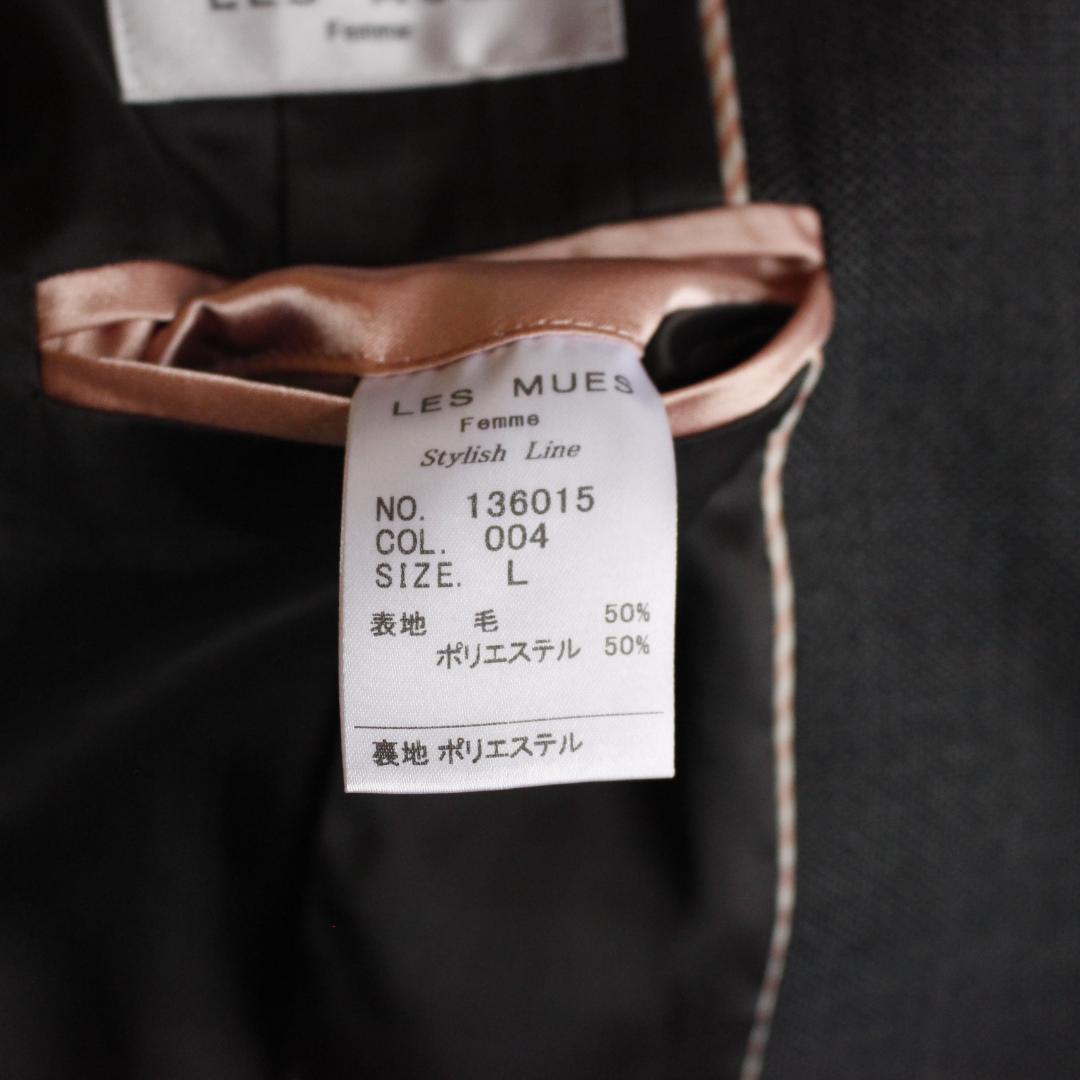 Femme
LES MUES
Femme
Stylish Line
NO. 136015
COL. 004
SIZE. L
表地 毛 50%
ポリエステル 50%
裏地 ポリエステル